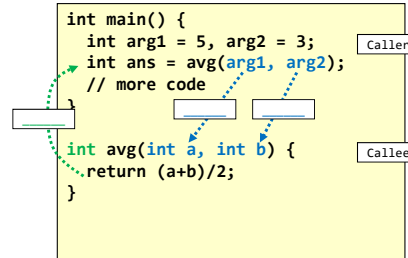 int main() {
int arg1 = 5, arg2 = 3;
Caller
int ans = avg(arg1, arg2);
// more code
}
int avg(int a, int b) {
Callee
return (a+b)/2;
}